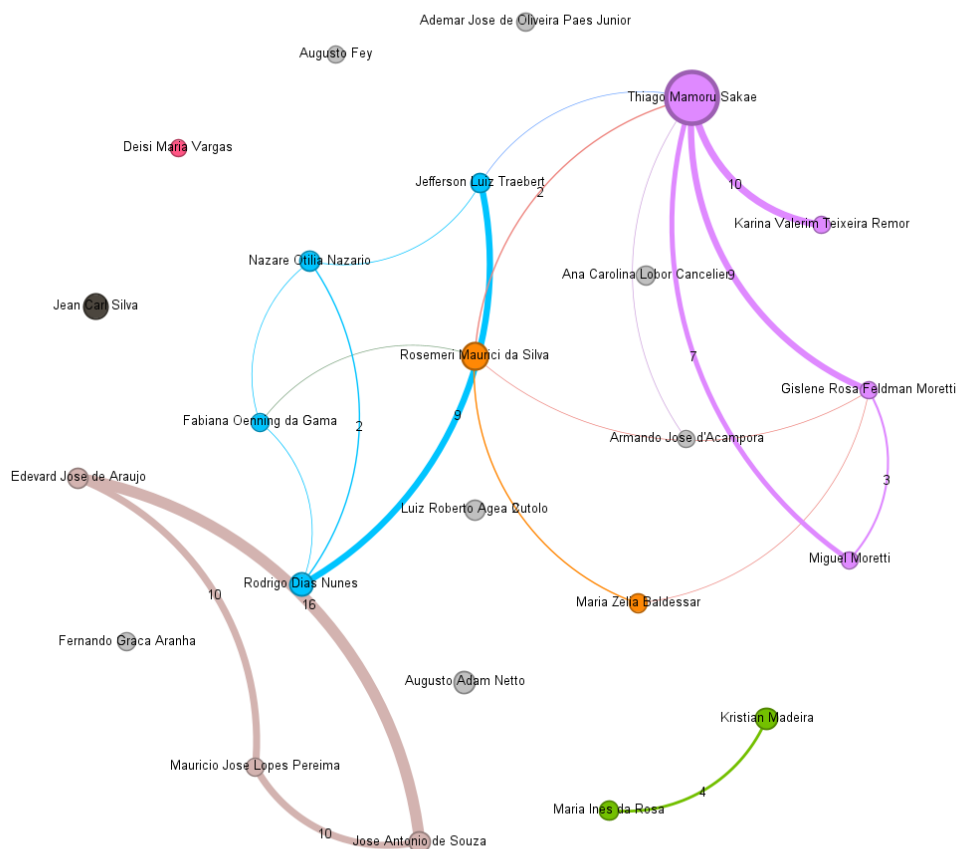 Ademar Jose de Oliveira Paes Junior
Augusto Fey
Thiago Mamoru Sakae
Deisi Maria Vargas
Jefferson Luiz Traebert
2
10
Karina Valerim Teixeira Remor
Nazare Otilia Nazario
Ana Carolina Lobor Cancelier
9
Jean Carl Silva
Rosemeri Maurici da Silva
7
Gislene Rosa Feldman Moretti
Fabiana Oenning da Gama
2
9
Armando Jose d'Acampora
Edevard Jose de Araujo
3
Luiz Roberto Agea Cutolo
Miguel Moretti
Rodrigo Dias Nunes
10
16
Maria Zelia Baldessar
Fernando Graca Aranha
Augusto Adam Netto
Kristian Madeira
Mauricio Jose Lopes Pereima
4
Maria Ines da Rosa
10
Jose Antonio de Souza